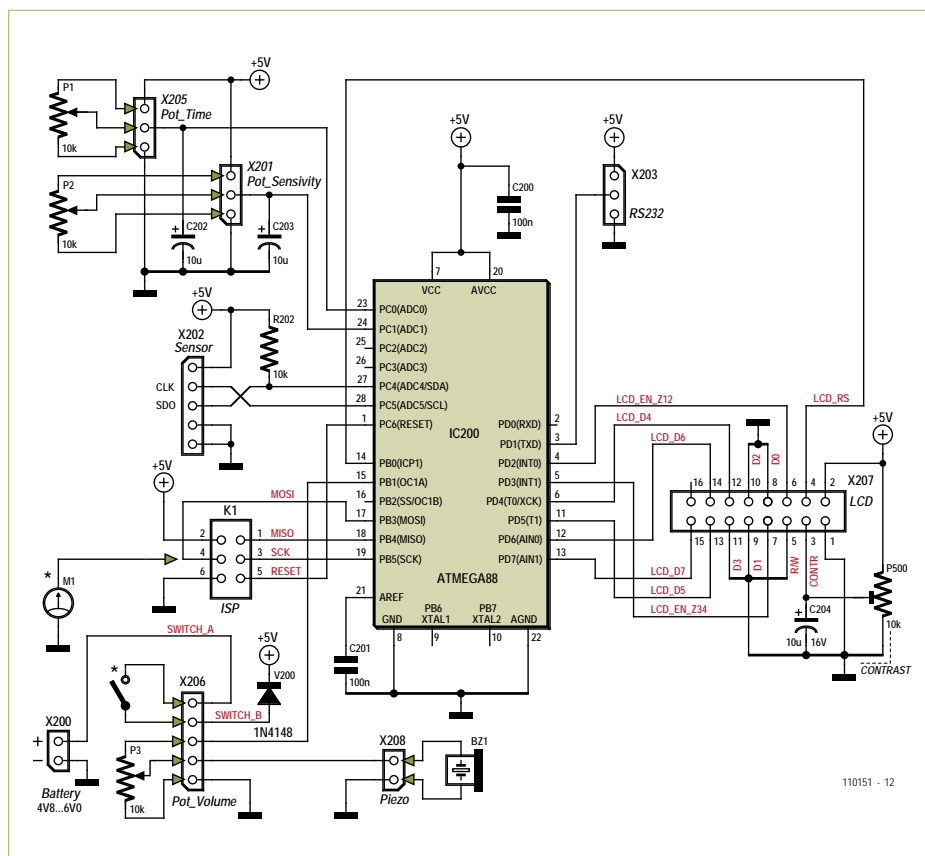 +5V
P1
10k
X205
Pot_Time
P2
10k
X201
Pot_Sensivity
+
C202
10u
+
C203
10u
+5V
R202
10k
X202
Sensor
CLK
SDO
+5V
C200
100n
+5V
X203
RS232
7
VCC
20
AVCC
23 PC0(ADC0)
24 PC1(ADC1)
25 PC2(ADC2)
26 PC3(ADC3)
27 PC4(ADC4/SDA)
28 PC5(ADC5/SCL)
1 PC6(RESET)
14 PB0(ICP1)
15 PB1(OC1A)
16 PB2(SS/OC1B)
17 PB3(MOSI)
18 PB4(MISO)
19 PB5(SCK)
21 AREF
IC200
ATMEGA88
PD0(RXD) 2
PD1(TXD) 3
PD2(INT0) 4
PD3(INT1) 5
PD4(T0/XCK) 6
PD5(T1) 11
PD6(AIN0) 12
PD7(AIN1) 13
GND
8
PB6
XTAL1
9
PB7
XTAL2
10
AGND
22
C201
100n
+5V
MOSI
K1
2
4
6
1
3
5
MISO
SCK
RESET
ISP
*
M1
SWITCH_A
*
X206
+5V
V200
SWITCH_B
1N4148
X200
+
–
Battery
4V8...6V0
P3
10k
Pot_Volume
X208
Piezo
BZ1
LCD_EN_Z12
LCD_D4
LCD_D6
LCD_RS
+5V
D2
D0
16 14 12 10 8 6 4 2
X207
LCD
15 13 11 9 7 5 3 1
D3
D1
R/W
CONTR
LCD_D7
LCD_D5
LCD_EN_Z34
+
C204
10u
16V
P500
10k
CONTRAST
110151 - 12